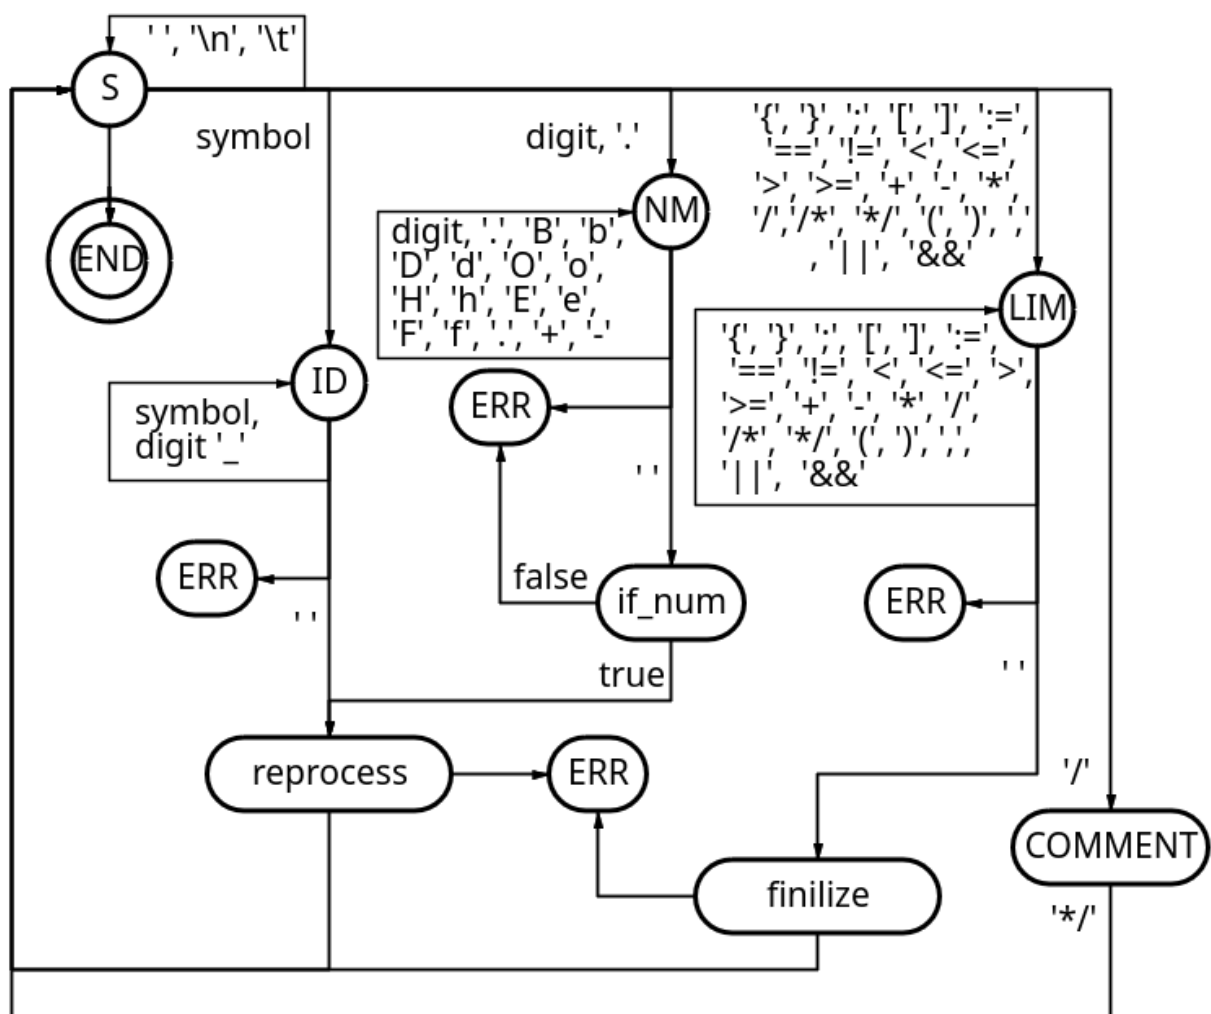 ' ', '\n', '\t'
S
symbol
digit, '.'
'{', '}', ';', '[', ']', ':=',
'==', '!=', '<', '<=',
'>', '>=', '+', '-', '*',
'/','/*', '*/', '(', ')', ','
, '||', '&&'
END
NM
digit, '.', 'B', 'b',
'D', 'd', 'O', 'o',
'H', 'h', 'E', 'e',
'F', 'f', '.', '+', '-'
LIM
'{', '}', ';', '[', ']', ':=',
'==', '!=', '<', '<=', '>',
'>=', '+', '-', '*', '/',
'/*', '*/', '(', ')', ',',
'||', '&&'
ID
symbol,
digit '_'
ERR
' '
ERR
' '
false
if_num
ERR
' '
true
reprocess
ERR
'/'
COMMENT
finilize
'*/'